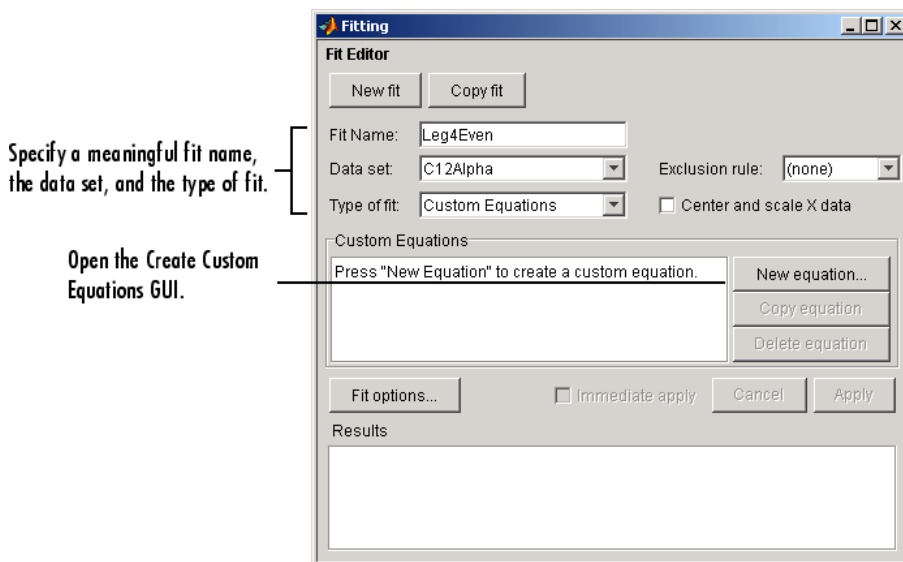 Fitting
Fit Editor
New fit Copy fit
Specify a meaningful fit name,
the data set, and the type of fit.
Fit Name: Leg4Even
Data set: C12Alpha Exclusion rule: (none)
Type of fit: Custom Equations Center and scale X data
Open the Create Custom
Equations GUI.
Custom Equations
Press "New Equation" to create a custom equation.
New equation...
Copy equation
Delete equation
Fit options... Immediate apply Cancel Apply
Results